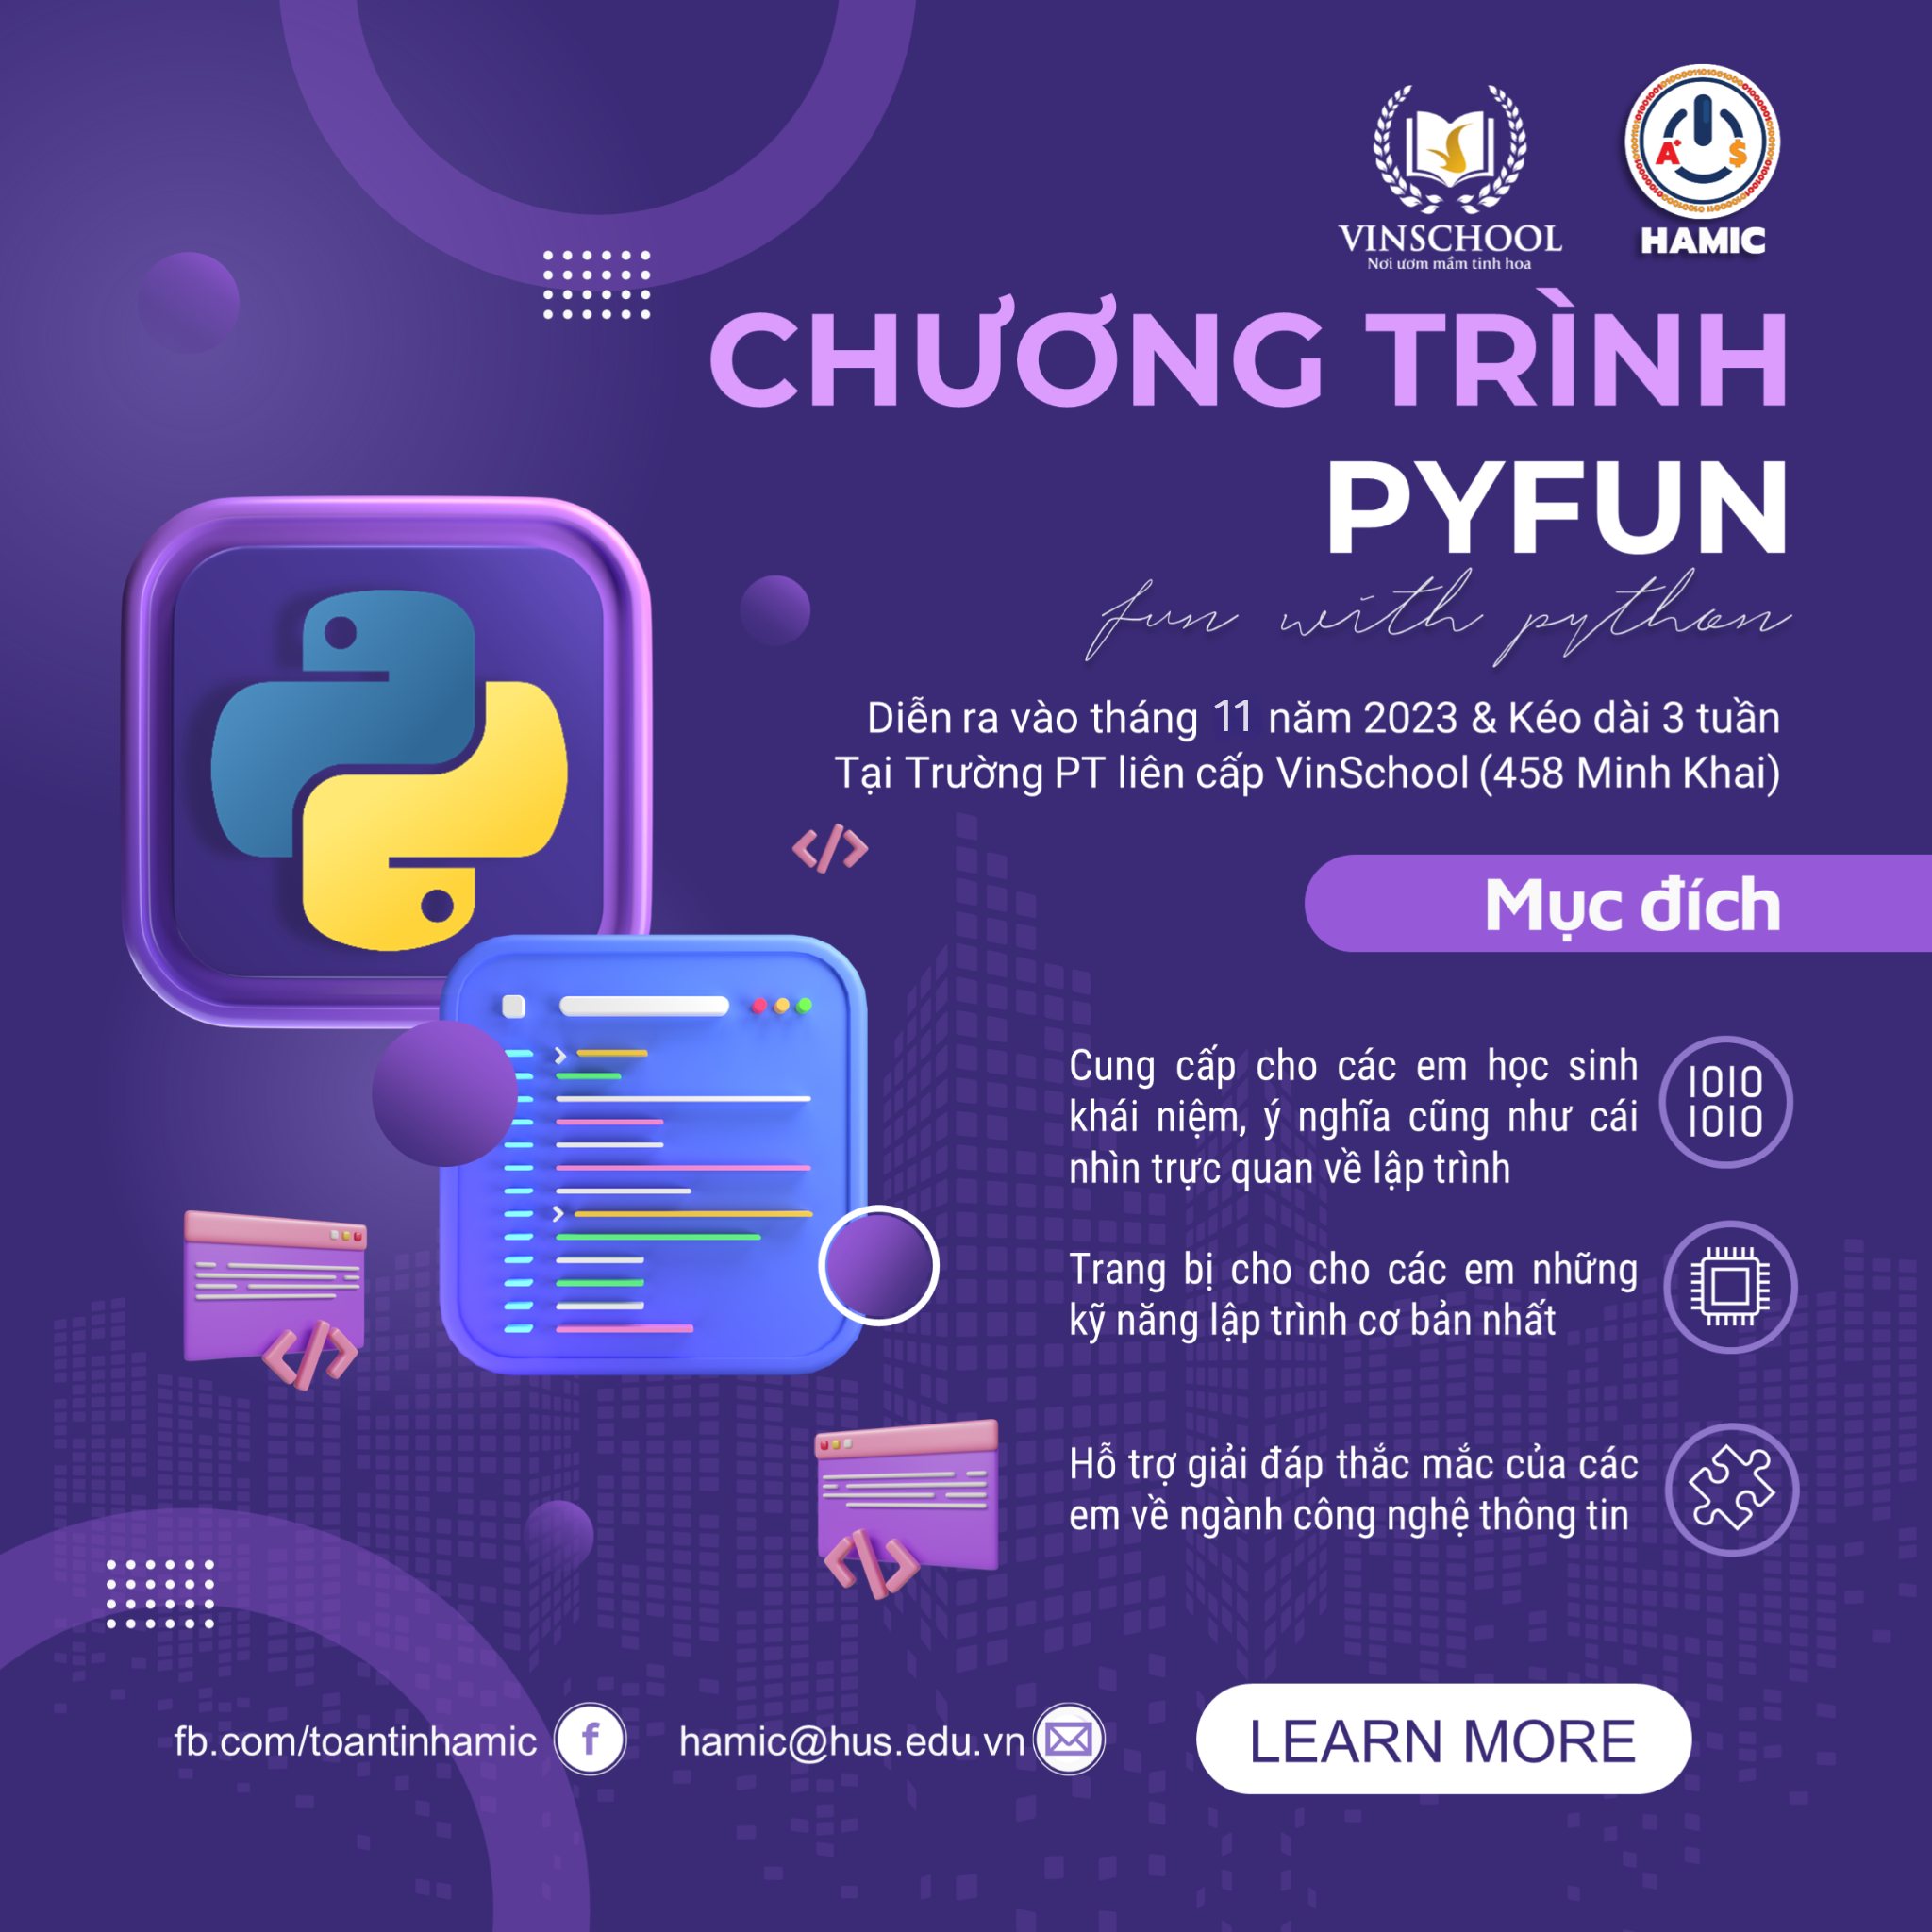 VINSCHOOL
Nơi ươm mầm tinh hoa
A+ $
HAMIC
CHƯƠNG TRÌNH
PYFUN
fun with python
Diễn ra vào tháng 11 năm 2023 & Kéo dài 3 tuần
Tại Trường PT liên cấp VinSchool (458 Minh Khai)
Mục đích
Cung cấp cho các em học sinh
khái niệm, ý nghĩa cũng như cái
nhìn trực quan về lập trình
1010
1010
Trang bị cho cho các em những
kỹ năng lập trình cơ bản nhất
Hỗ trợ giải đáp thắc mắc của các
em về ngành công nghệ thông tin
fb.com/toantinhamic
f
hamic@hus.edu.vn
LEARN MORE